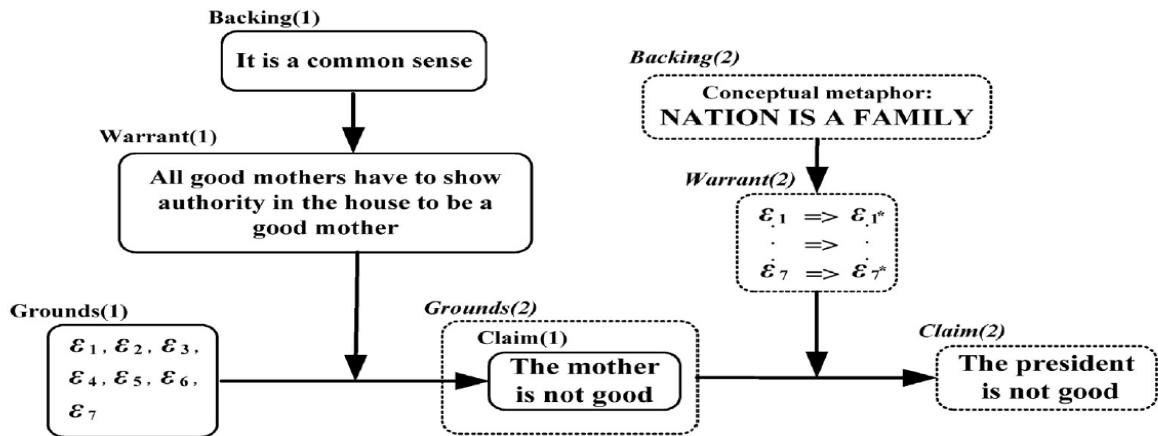 Backing(1)
It is a common sense
Warrant(1)
All good mothers have to show
authority in the house to be a
good mother
Grounds(1)
ε1, ε2, ε3,
ε4, ε5, ε6,
ε7
Backing(2)
Conceptual metaphor:
NATION IS A FAMILY
Warrant(2)
ε1 => ε1*
. => .
ε7 => ε7*
Grounds(2)
Claim(1)
The mother
is not good
Claim(2)
The president
is not good